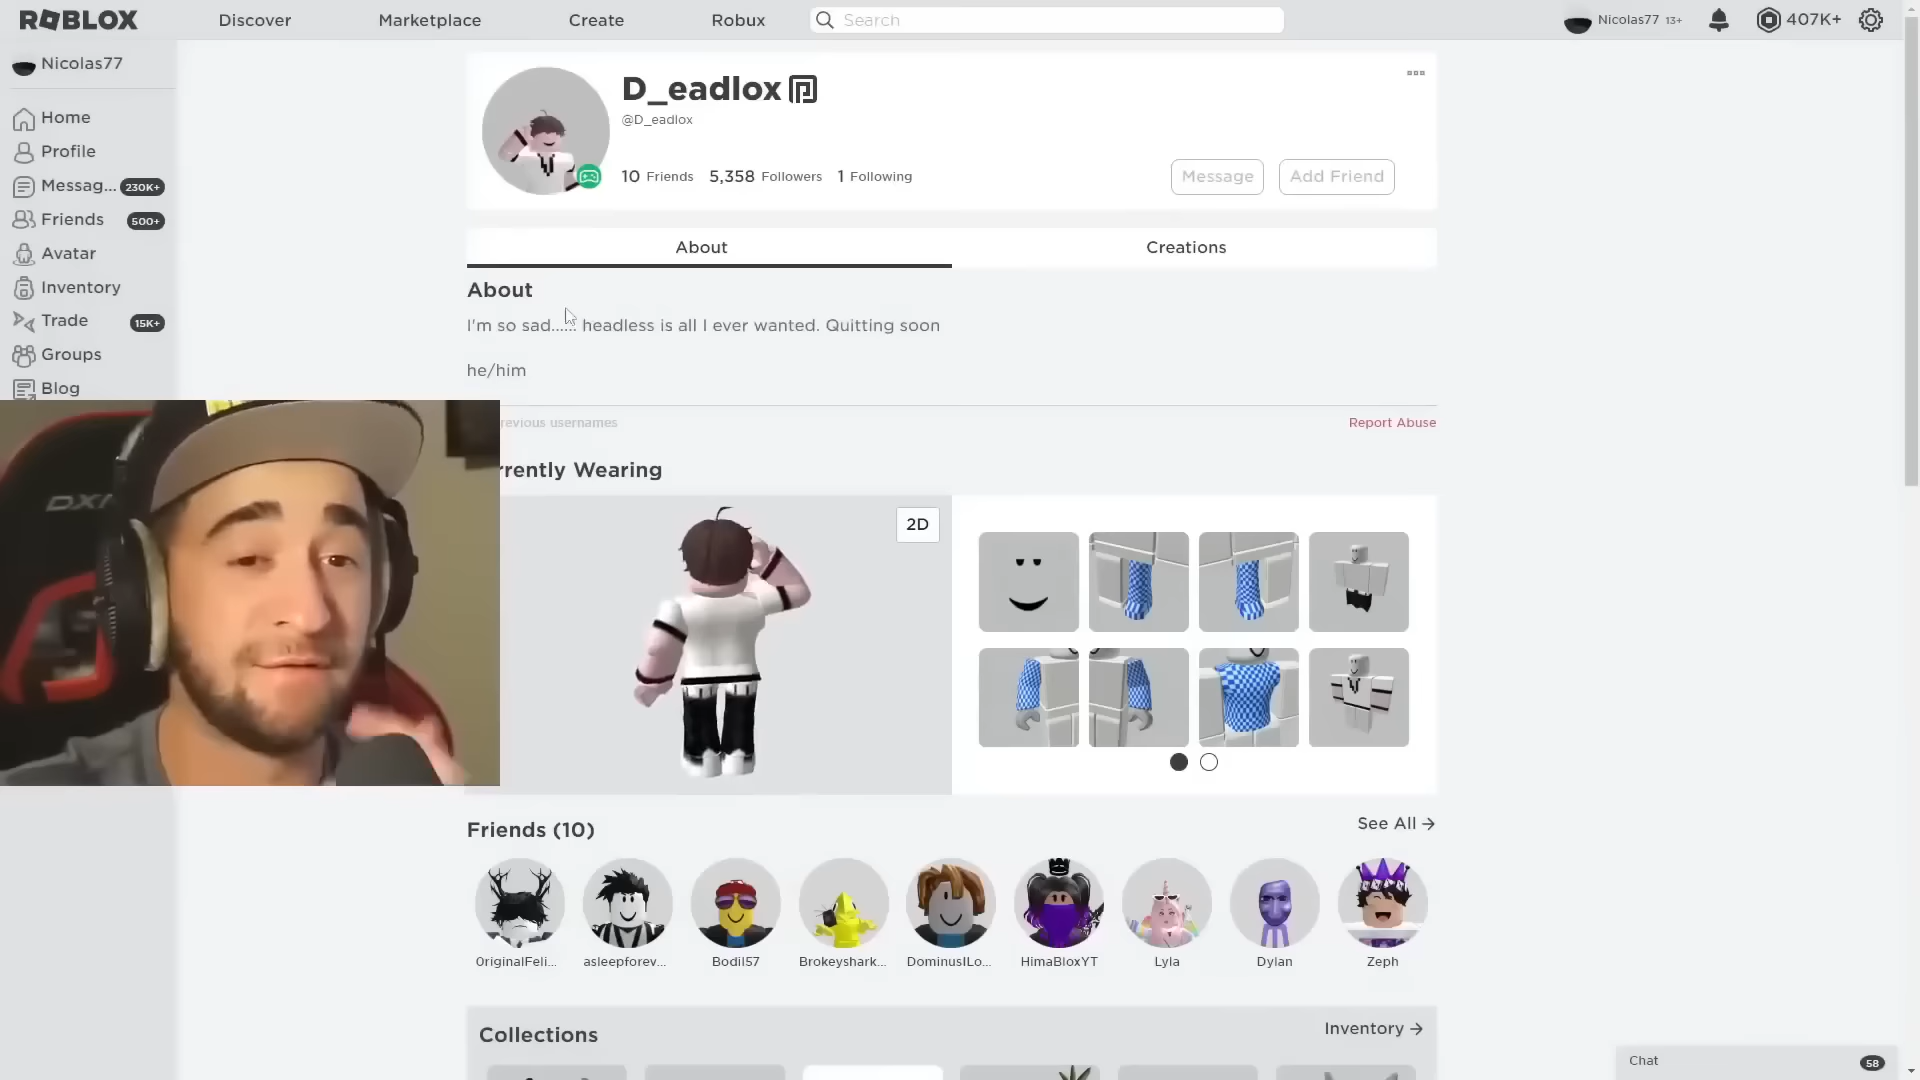 ROBLOX
Discover
Marketplace
Create
Robux
Search
Nicolas77 13+
407K+
Nicolas77
Home
Profile
Messag... 230K+
Friends 500+
Avatar
Inventory
Trade 15K+
Groups
Blog
D_eadlox
@D_eadlox
10 Friends 5,358 Followers 1 Following
Message
Add Friend
About
Creations
About
I'm so sad...... headless is all I ever wanted. Quitting soon
he/him
revious usernames
Report Abuse
rrently Wearing
2D
Friends (10)
See All
0riginalFeli...
asleepforev...
Bodil57
Brokeyshark...
DominusILo...
HimaBloxYT
Lyla
Dylan
Zeph
Collections
Inventory
Chat 58